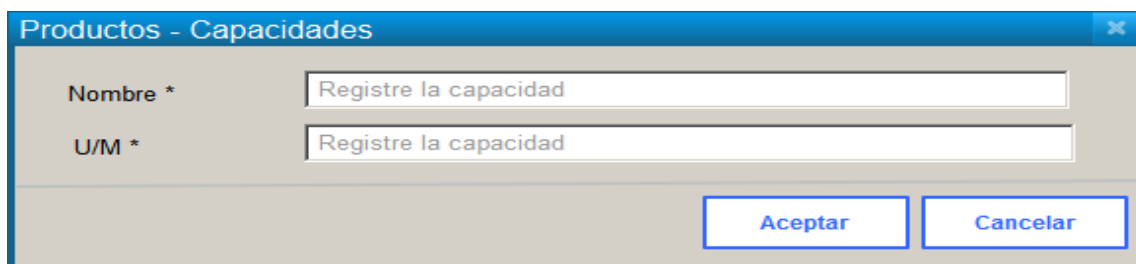 Productos - Capacidades
Nombre * Registre la capacidad
U/M * Registre la capacidad
Aceptar Cancelar